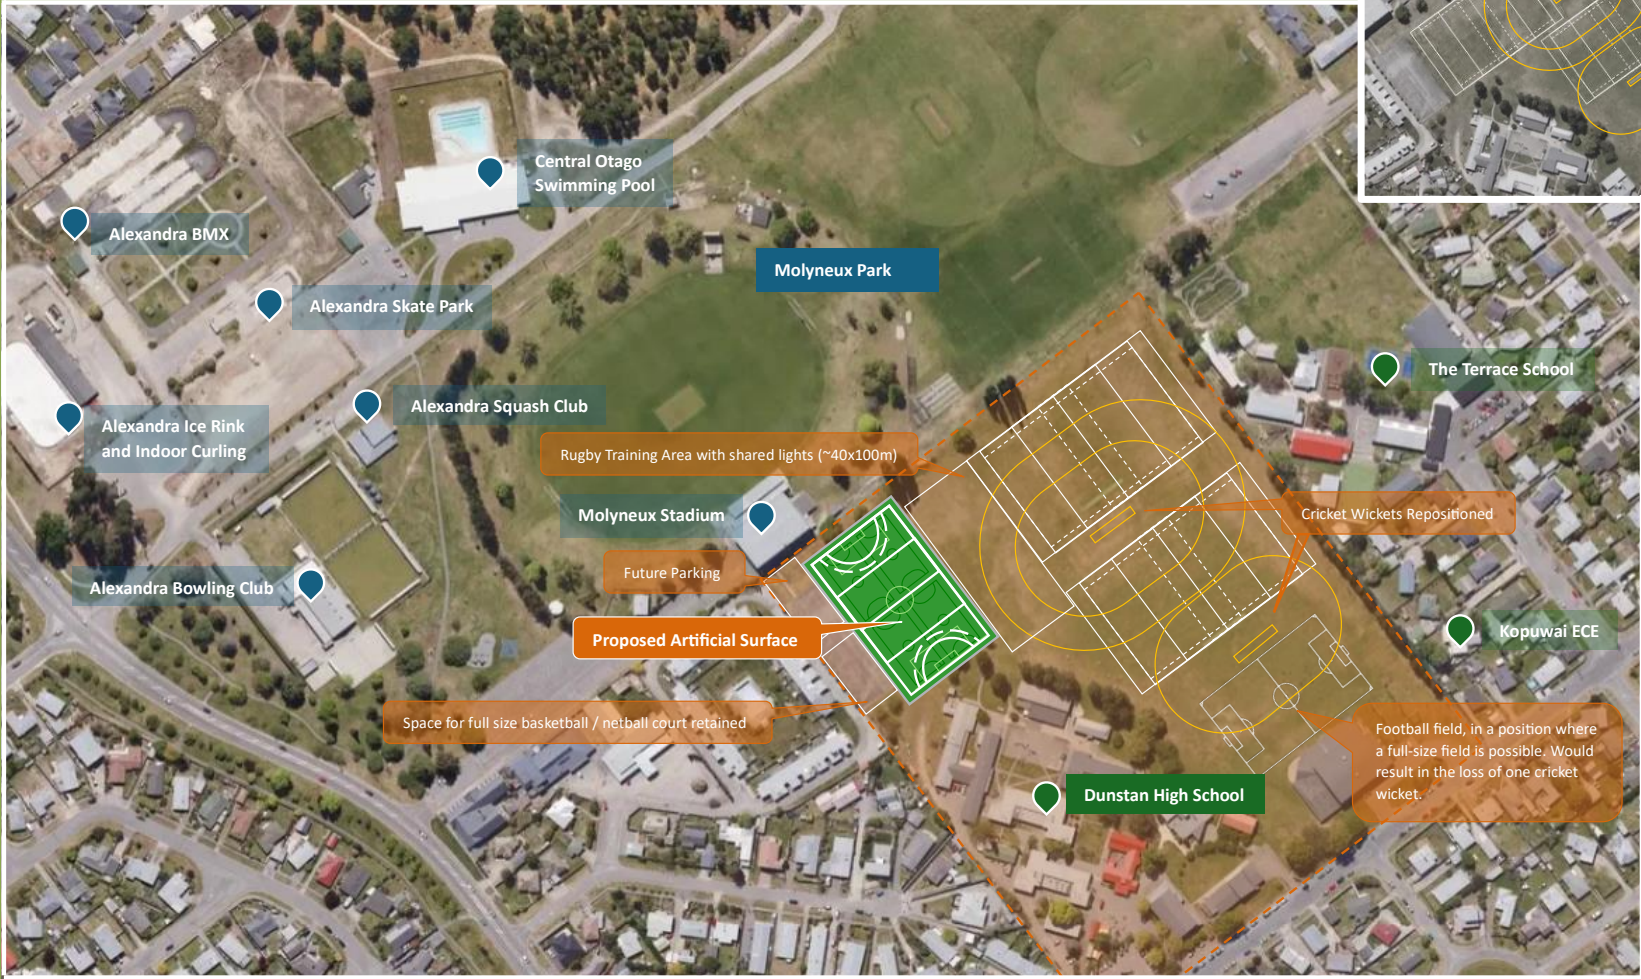 Central Otago
Swimming Pool
Alexandra BMX
Molyneux Park
Alexandra Skate Park
The Terrace School
Alexandra Squash Club
Alexandra Ice Rink
and Indoor Curling
Rugby Training Area with shared lights (~40x100m)
Molyneux Stadium
Cricket Wickets Repositioned
Future Parking
Alexandra Bowling Club
Proposed Artificial Surface
Kopuwai ECE
Space for full size basketball / netball court retained
Football field, in a position where
a full-size field is possible. Would
result in the loss of one cricket
wicket.
Dunstan High School